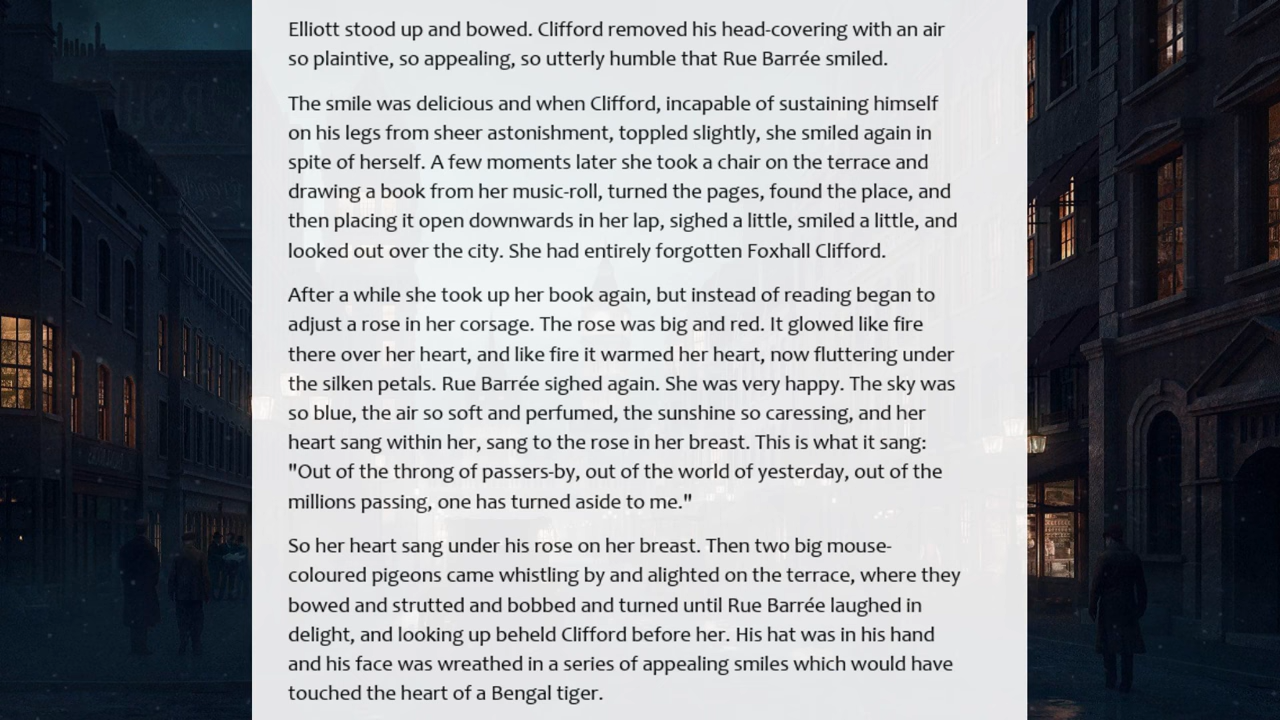 Elliott stood up and bowed. Clifford removed his head-covering with an air
so plaintive, so appealing, so utterly humble that Rue Barrée smiled.
The smile was delicious and when Clifford, incapable of sustaining himself
on his legs from sheer astonishment, toppled slightly, she smiled again in
spite of herself. A few moments later she took a chair on the terrace and
drawing a book from her music-roll, turned the pages, found the place, and
then placing it open downwards in her lap, sighed a little, smiled a little, and
looked out over the city. She had entirely forgotten Foxhall Clifford.
After a while she took up her book again, but instead of reading began to
adjust a rose in her corsage. The rose was big and red. It glowed like fire
there over her heart, and like fire it warmed her heart, now fluttering under
the silken petals. Rue Barrée sighed again. She was very happy. The sky was
so blue, the air so soft and perfumed, the sunshine so caressing, and her
heart sang within her, sang to the rose in her breast. This is what it sang:
"Out of the throng of passers-by, out of the world of yesterday, out of the
millions passing, one has turned aside to me."
So her heart sang under his rose on her breast. Then two big mouse-
coloured pigeons came whistling by and alighted on the terrace, where they
bowed and strutted and bobbed and turned until Rue Barrée laughed in
delight, and looking up beheld Clifford before her. His hat was in his hand
and his face was wreathed in a series of appealing smiles which would have
touched the heart of a Bengal tiger.